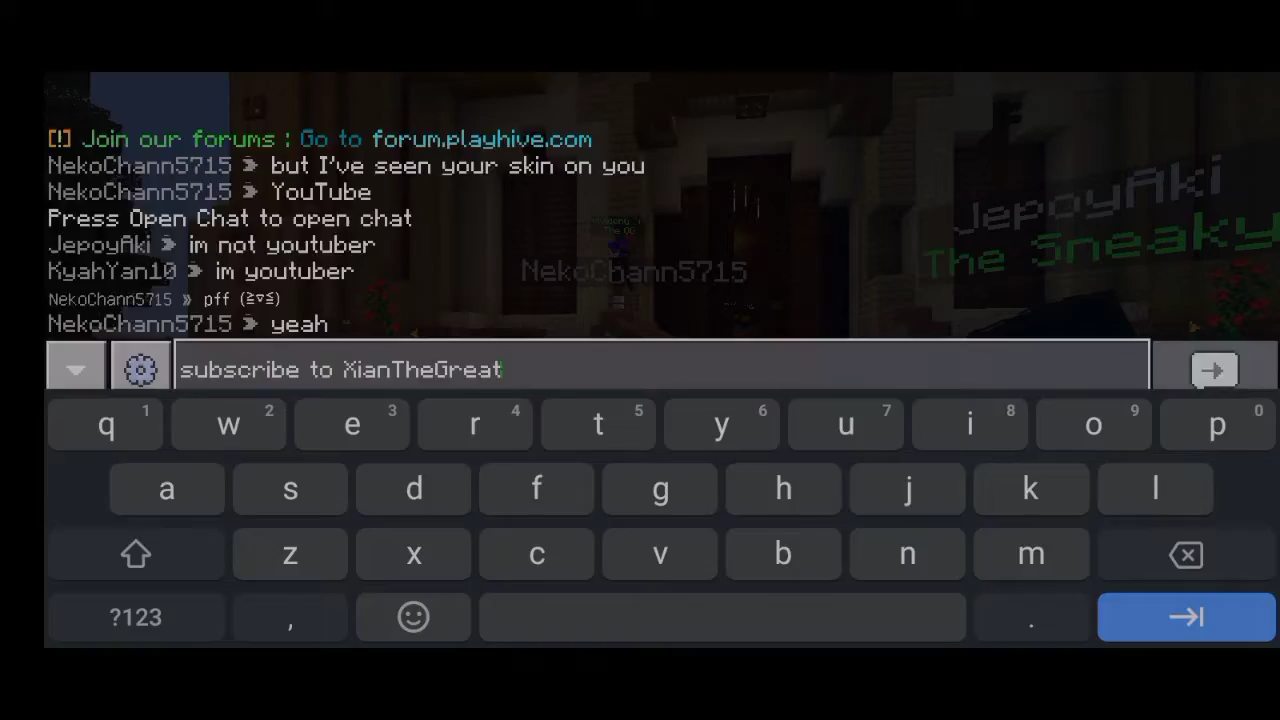 [!] Join our forums : Go to forum.playhive.com
NekoChann5715 » but I've seen your skin on you
NekoChann5715 » YouTube
Press Open Chat to open chat
JepoyAki » im not youtuber
KyahYan10 » im youtuber
NekoChann5715 » pff (≧▽≦)
NekoChann5715 » yeah
JepoyAki
The Sneaky
NekoChann5715
subscribe to XianTheGreat
q 1 w 2 e 3 r 4 t 5 y 6 u 7 i 8 o 9 p 0
a s d f g h j k l
z x c v b n m
?123 , .